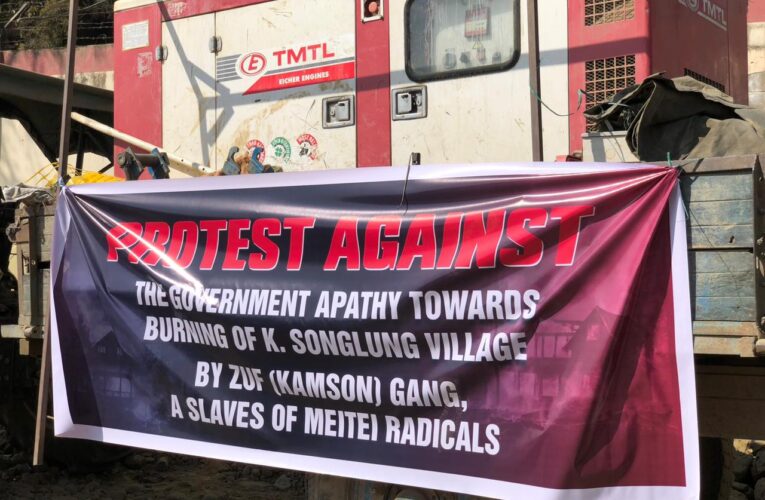 TMTL
EICHER ENGINES
TMTL
PROTEST AGAINST
THE GOVERNMENT APATHY TOWARDS
BURNING OF K. SONGLUNG VILLAGE
BY ZUF (KAMSON) GANG,
A SLAVES OF MEITEI RADICALS